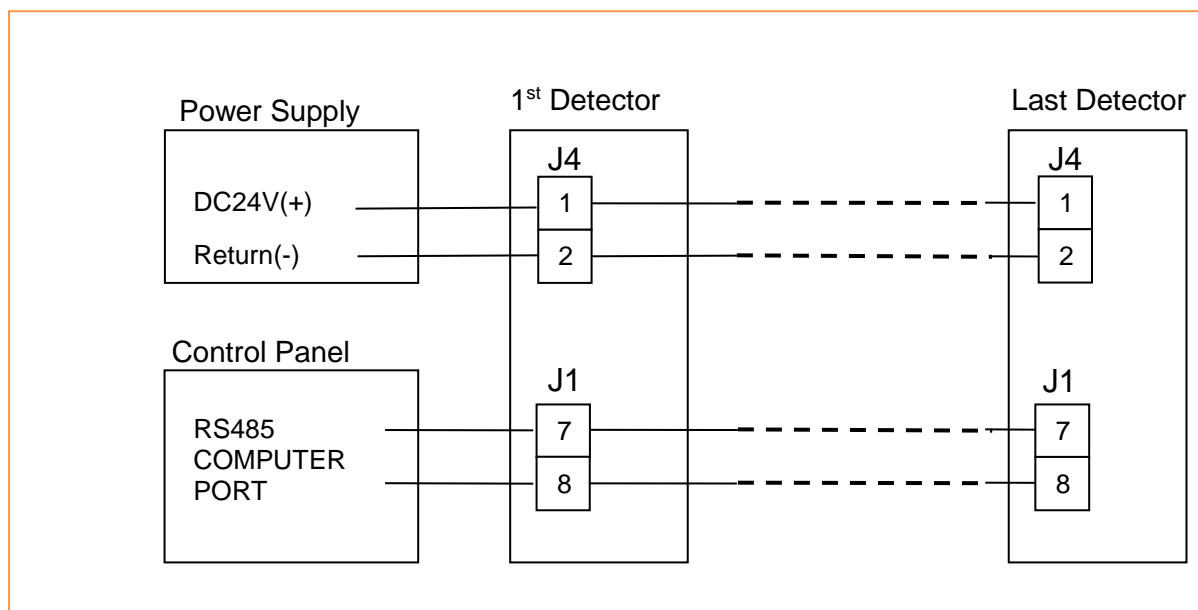 Power Supply
1st Detector
Last Detector
J4
J4
DC24V(+)
1
1
Return(-)
2
2
Control Panel
J1
J1
RS485
COMPUTER
PORT
7
7
8
8